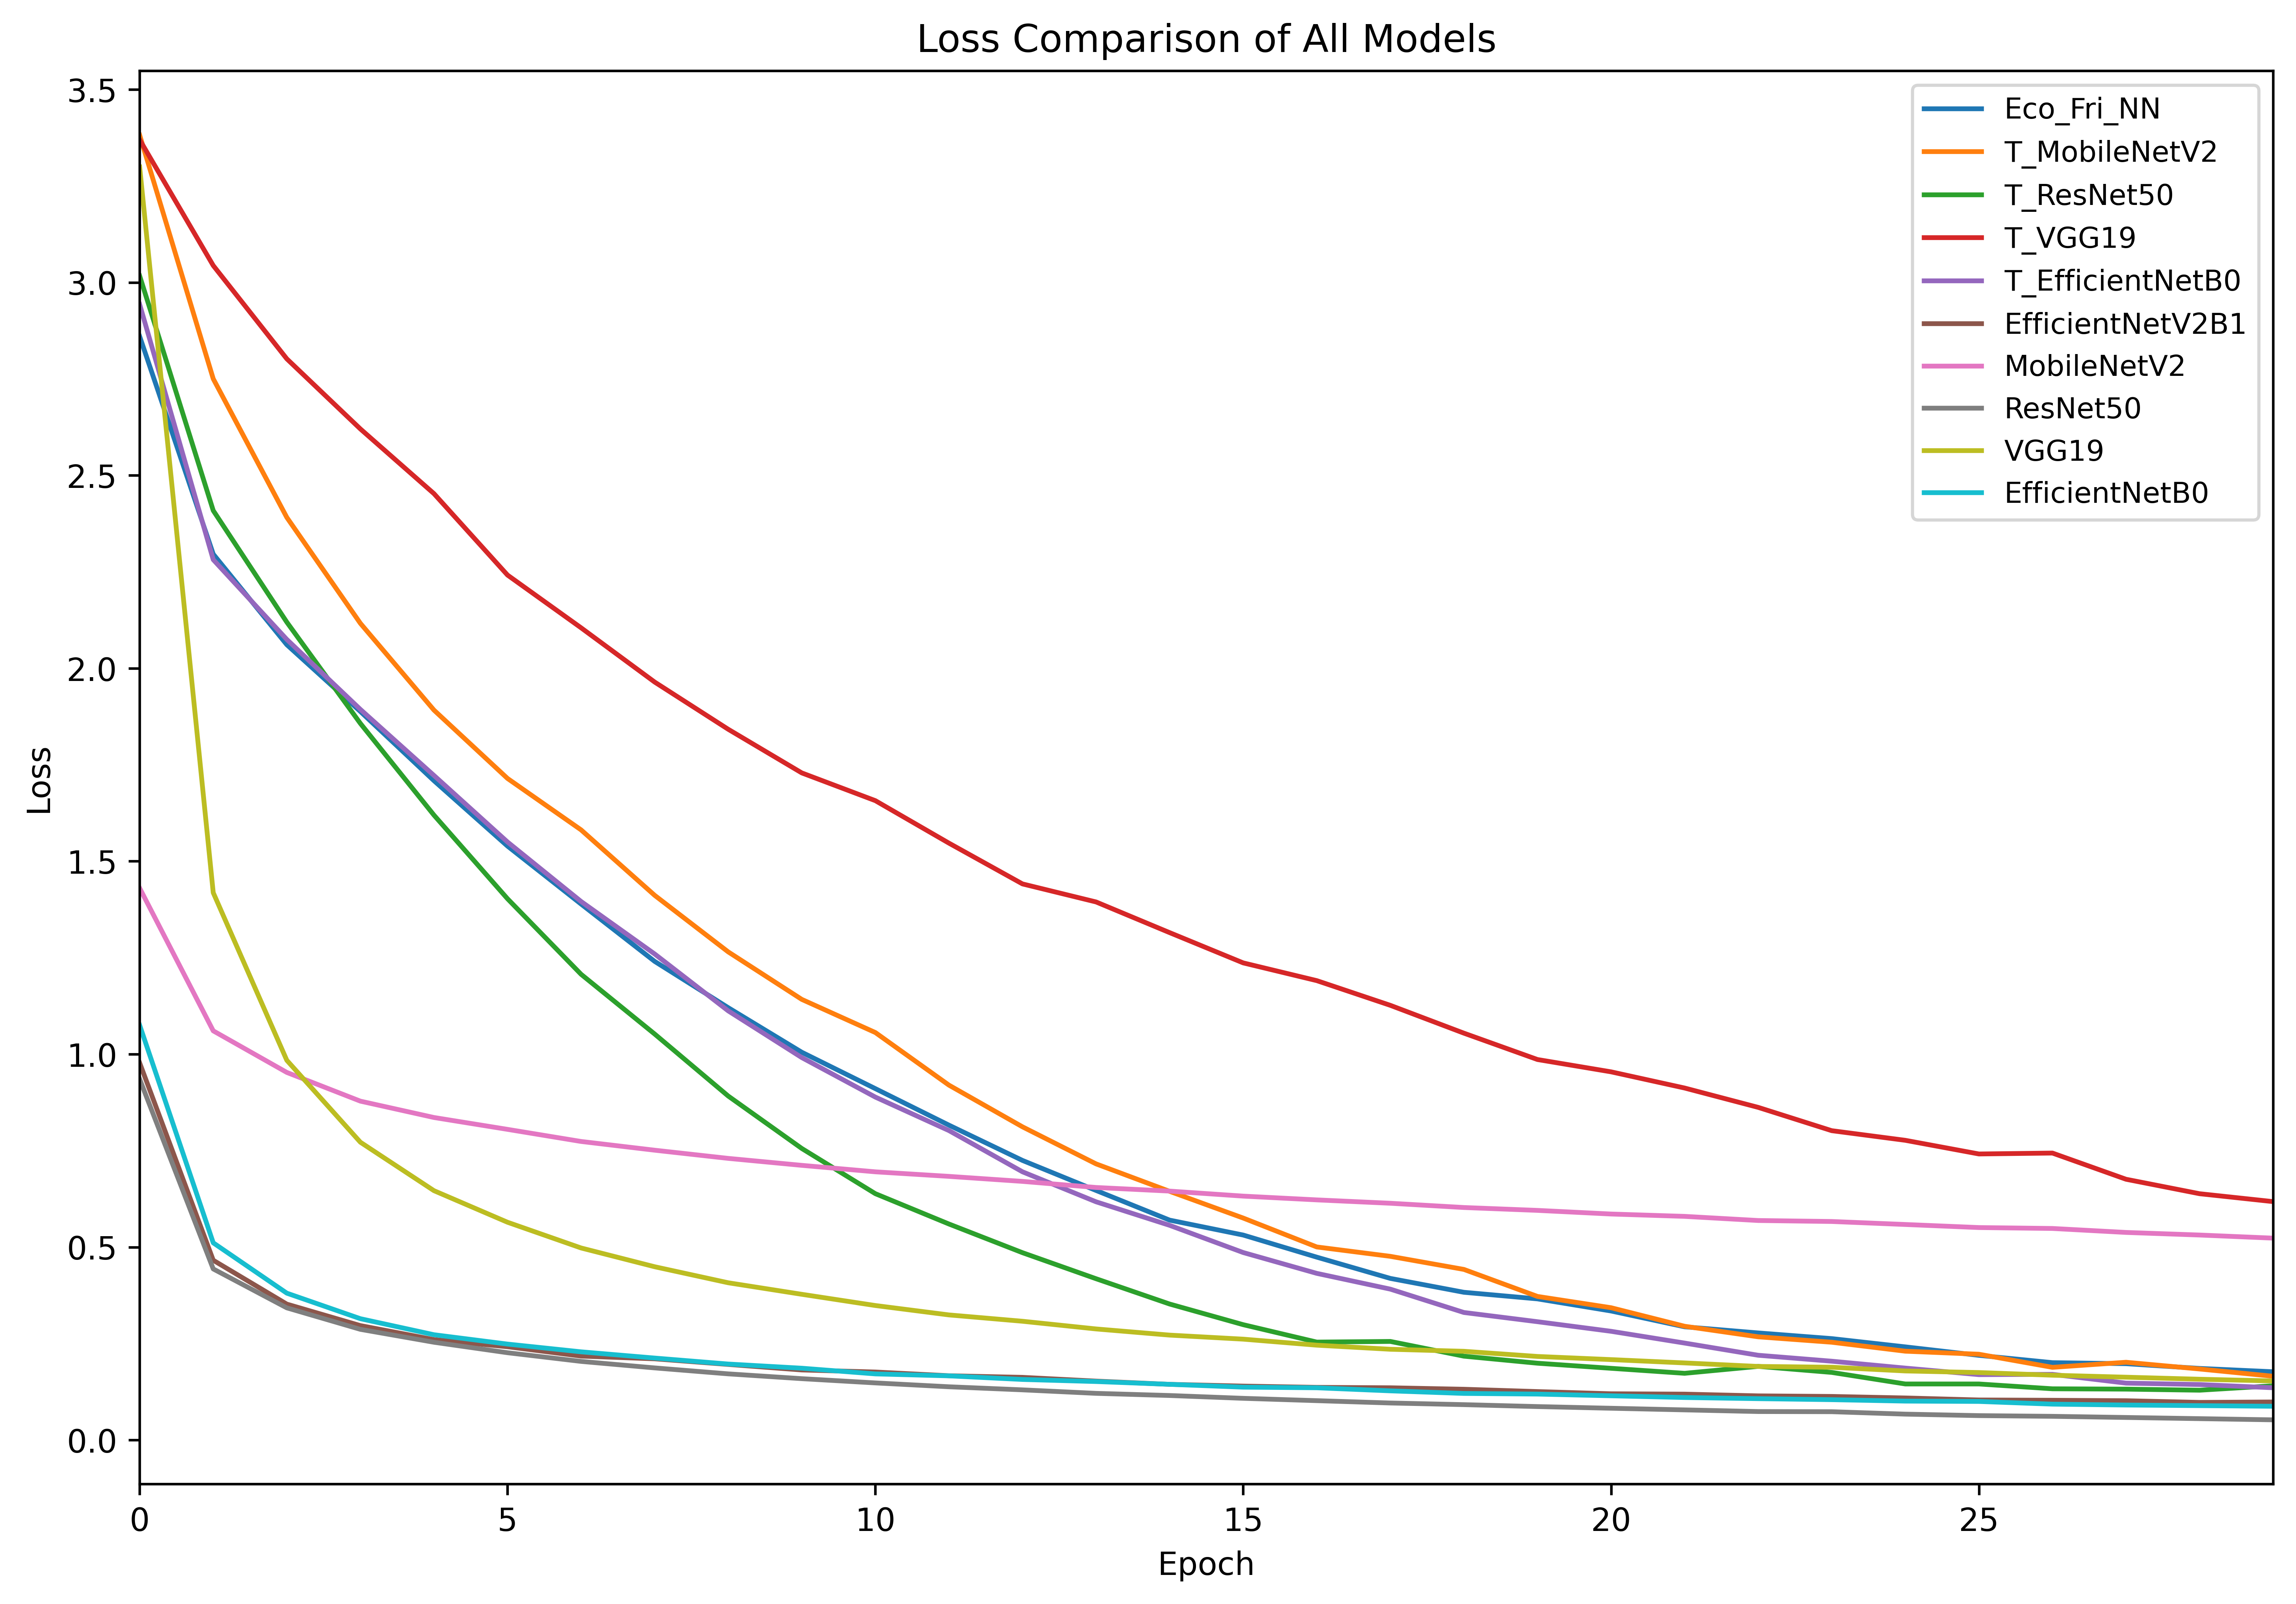 Loss Comparison of All Models
3.5
3.0
2.5
2.0
1.5
1.0
0.5
0.0
Loss
Eco_Fri_NN
T_MobileNetV2
T_ResNet50
T_VGG19
T_EfficientNetB0
EfficientNetV2B1
MobileNetV2
ResNet50
VGG19
EfficientNetB0
0 5 10 15 20 25
Epoch